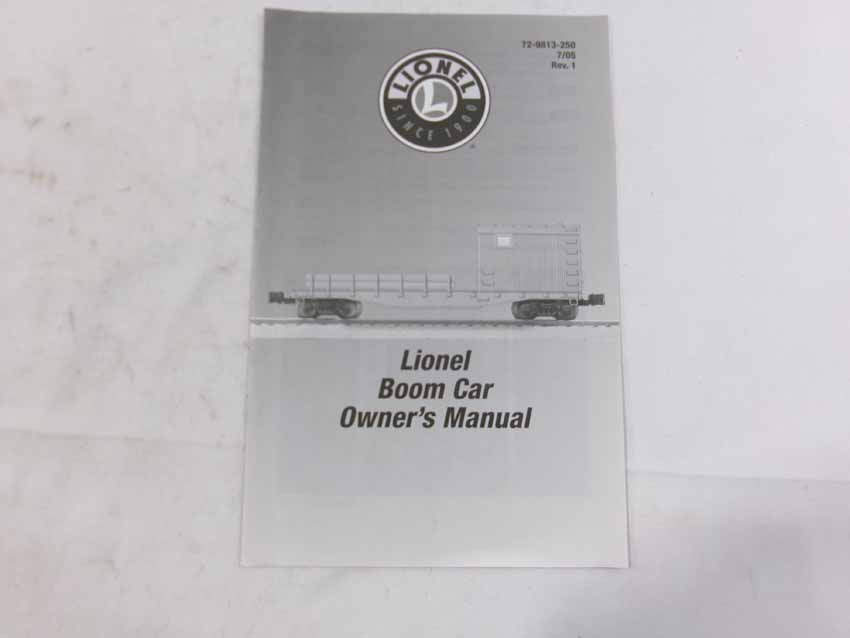 72-9813-250
7/05
Rev. 1
LIONEL
L
SINCE 1900
®
Lionel
Boom Car
Owner's Manual